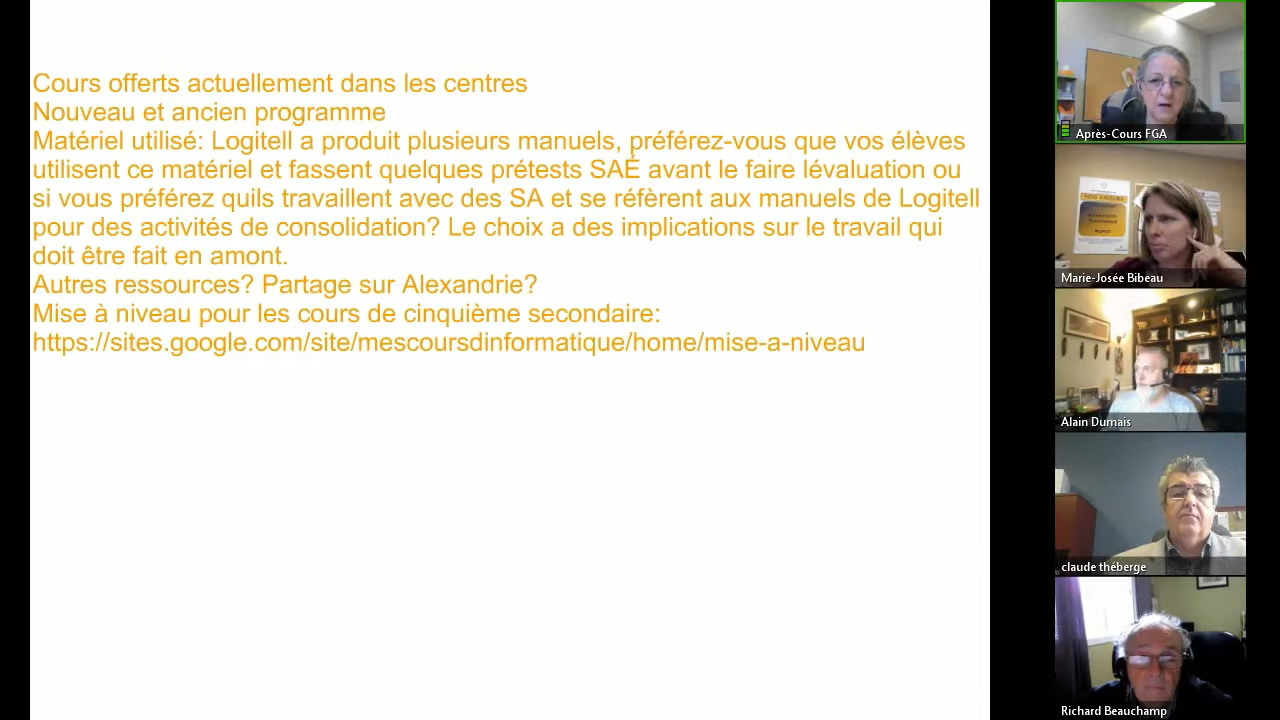 Cours offerts actuellement dans les centres
Nouveau et ancien programme
Matériel utilisé: Logitell a produit plusieurs manuels, préférez-vous que vos élèves
utilisent ce matériel et fassent quelques prétests SAÉ avant le faire lévaluation ou
si vous préférez quils travaillent avec des SA et se réfèrent aux manuels de Logitell
pour des activités de consolidation? Le choix a des implications sur le travail qui
doit être fait en amont.
Autres ressources? Partage sur Alexandrie?
Mise à niveau pour les cours de cinquième secondaire:
https://sites.google.com/site/mescoursdinformatique/home/mise-a-niveau
Après-Cours FGA
Marie-Josée Bibeau
Alain Dumais
claude théberge
Richard Beauchamp